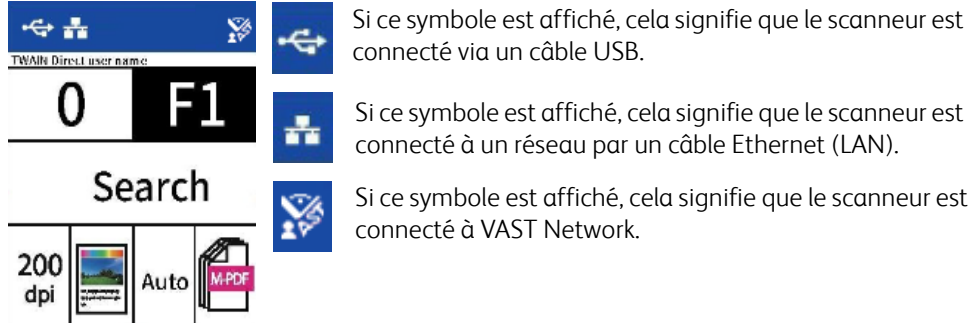 TWAIN Direct user name
0 F1
Search
200 dpi
Auto
M-PDF
Si ce symbole est affiché, cela signifie que le scanneur est
connecté via un câble USB.
Si ce symbole est affiché, cela signifie que le scanneur est
connecté à un réseau par un câble Ethernet (LAN).
VAST
Si ce symbole est affiché, cela signifie que le scanneur est
connecté à VAST Network.